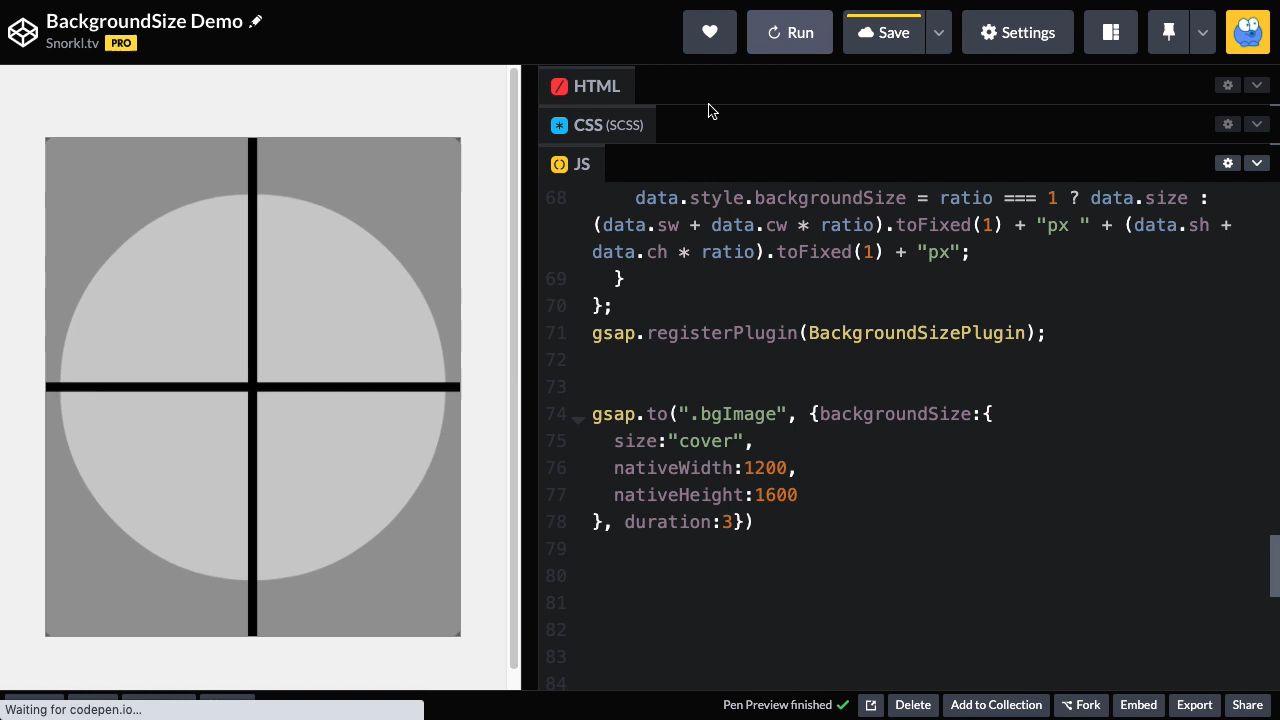 BackgroundSize Demo
Snorkl.tv PRO
Run
Save
Settings
HTML
CSS (SCSS)
JS
68 data.style.backgroundSize = ratio === 1 ? data.size :
(data.sw + data.cw * ratio).toFixed(1) + "px " + (data.sh +
data.ch * ratio).toFixed(1) + "px";
69 }
70 };
71 gsap.registerPlugin(BackgroundSizePlugin);
72
73
74 gsap.to(".bgImage", {backgroundSize:{
75 size:"cover",
76 nativeWidth:1200,
77 nativeHeight:1600
78 }, duration:3})
79
80
81
82
83
84
Waiting for codepen.io...
Pen Preview finished
Delete
Add to Collection
Fork
Embed
Export
Share